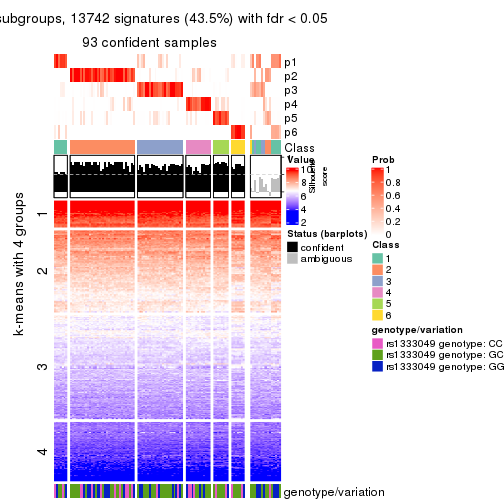 subgroups, 13742 signatures (43.5%) with fdr < 0.05
93 confident samples
p1
p2
p3
p4
p5
p6
Class
Silhouette score
k-means with 4 groups
1
2
3
4
genotype/variation
Value
10
8
6
4
2
Status (barplots)
confident
ambiguous
Prob
1
0.8
0.6
0.4
0.2
0
Class
1
2
3
4
5
6
genotype/variation
rs1333049 genotype: CC
rs1333049 genotype: GC
rs1333049 genotype: GG